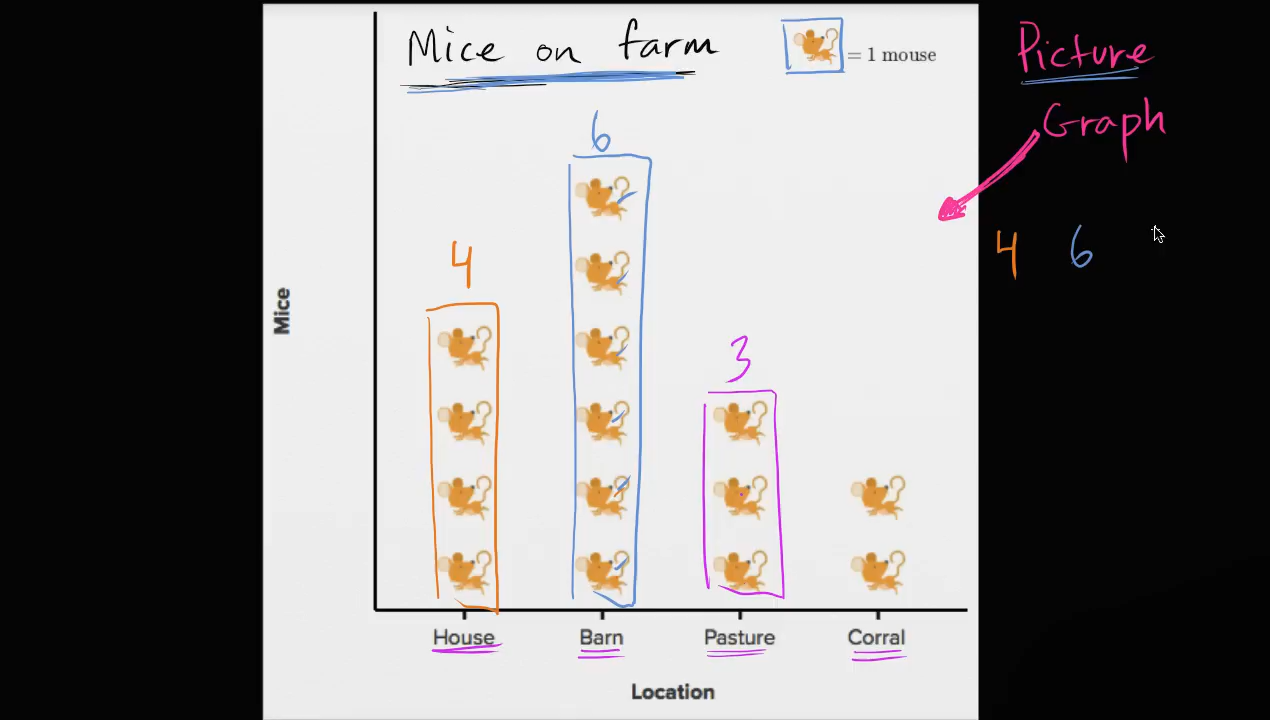 Mice on farm
= 1 mouse
Picture
Graph
6
4
4 6
3
Mice
House Barn Pasture Corral
Location